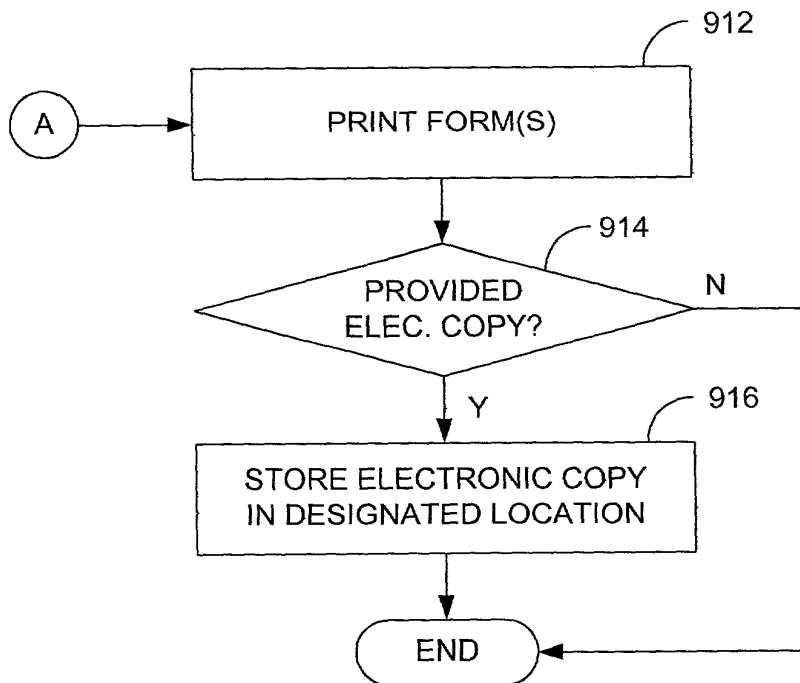 912
A
PRINT FORM(S)
914
PROVIDED
ELEC. COPY?
N
Y
916
STORE ELECTRONIC COPY
IN DESIGNATED LOCATION
END